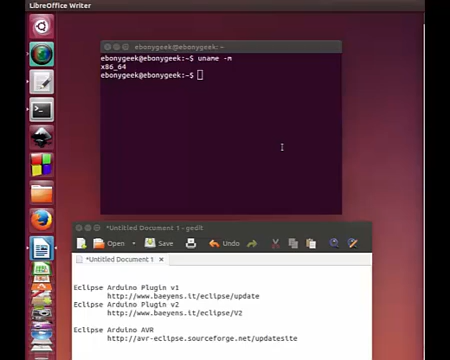 LibreOffice Writer
ebonygeek@ebonygeek: ~
ebonygeek@ebonygeek:~$ uname -m
x86_64
ebonygeek@ebonygeek:~$
*Untitled Document 1 - gedit
Open Save Undo
*Untitled Document 1 ×
Eclipse Arduino Plugin v1
http://www.baeyens.it/eclipse/update
Eclipse Arduino Plugin v2
http://www.baeyens.it/eclipse/V2
Eclipse Arduino AVR
http://avr-eclipse.sourceforge.net/updatesite